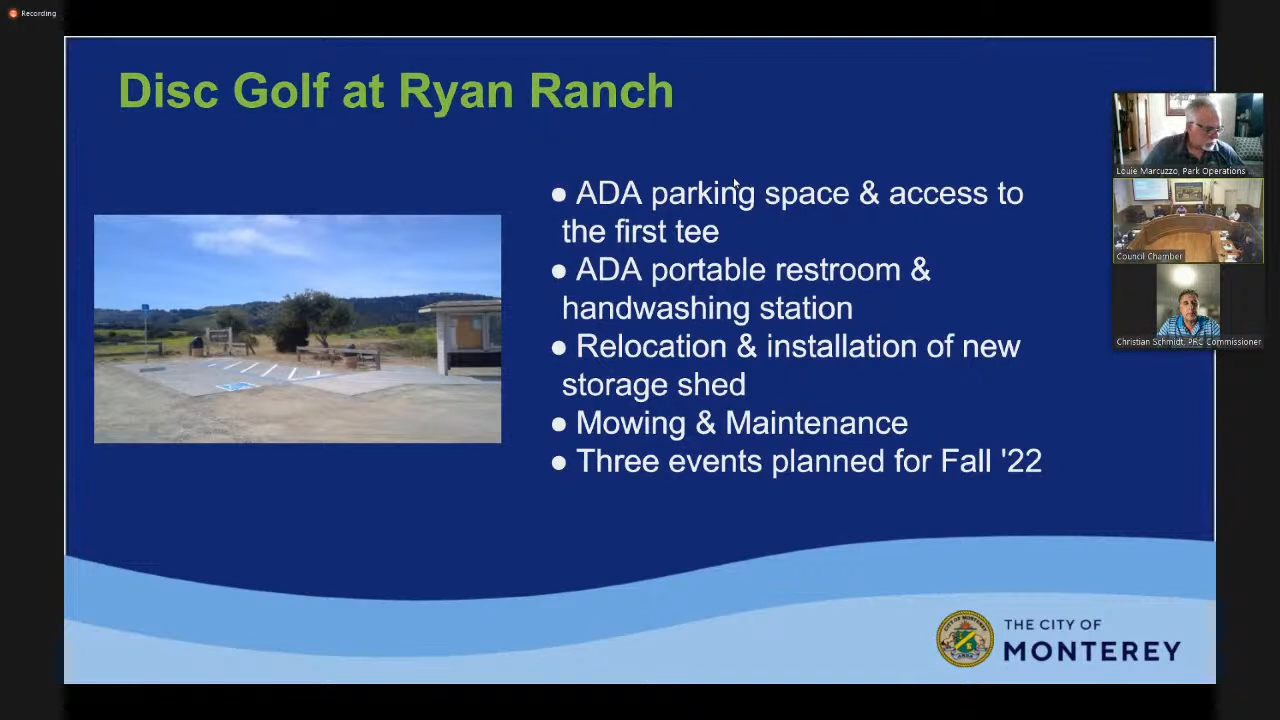 Recording
Disc Golf at Ryan Ranch
● ADA parking space & access to
the first tee
● ADA portable restroom &
handwashing station
● Relocation & installation of new
storage shed
● Mowing & Maintenance
● Three events planned for Fall '22
Louie Marcuzzo, Park Operations ...
Council Chamber
Christian Schmidt, PRC Commissioner
THE CITY OF
MONTEREY